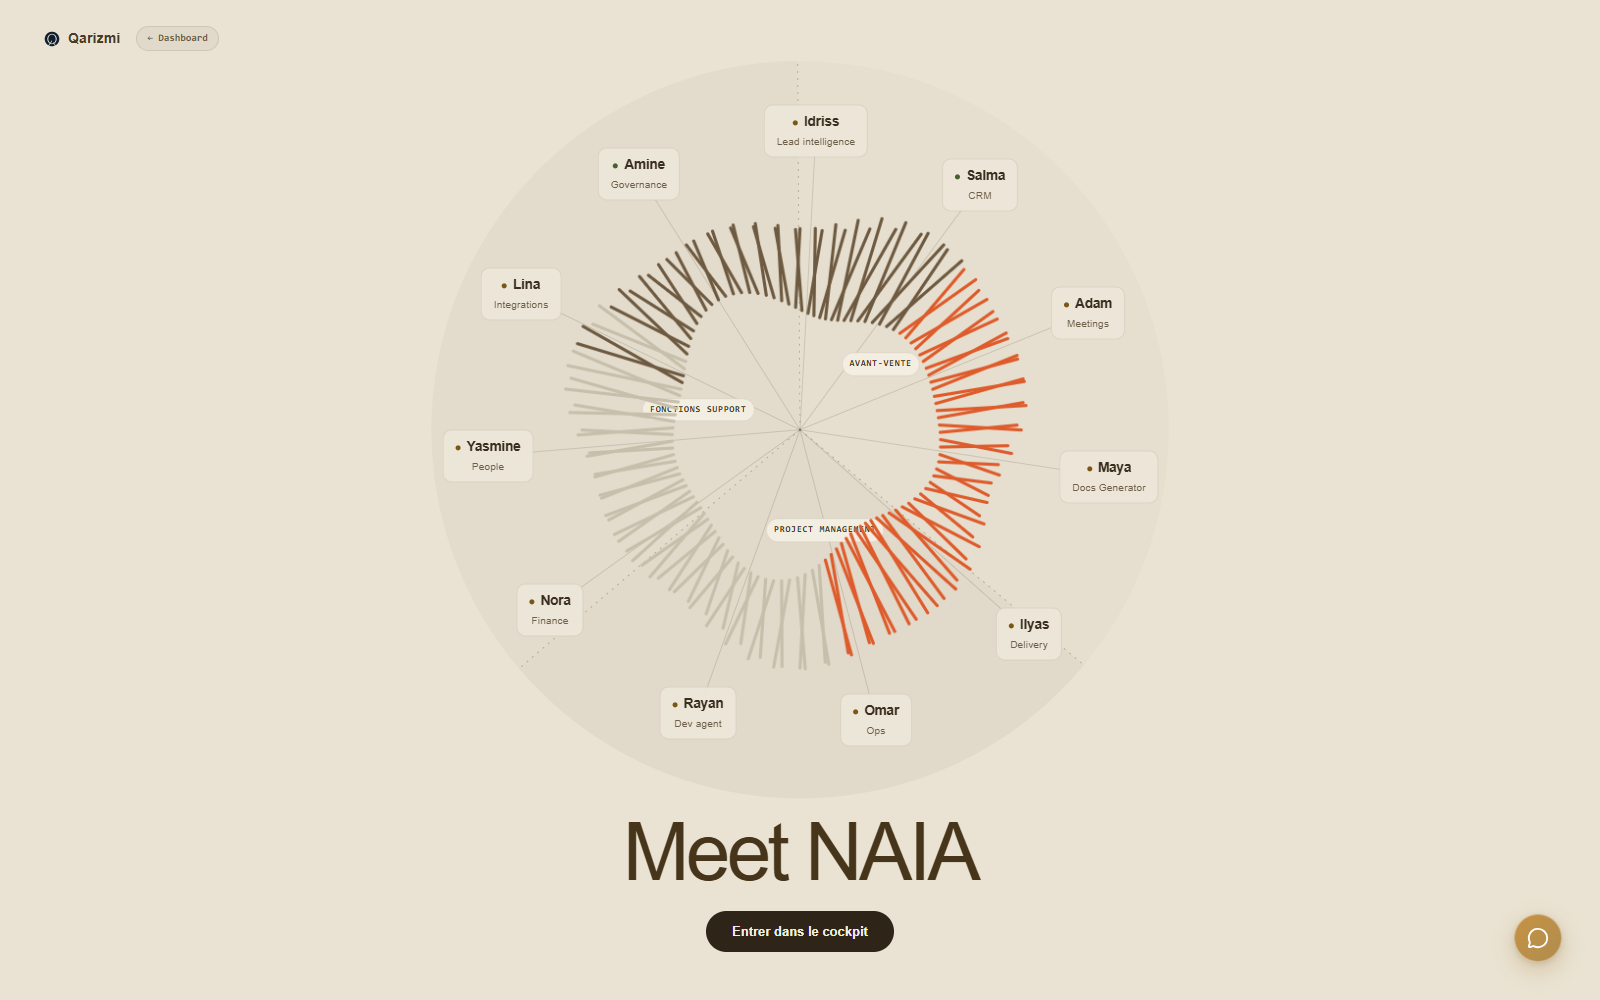 Qarizmi
← Dashboard
Idriss
Lead intelligence
Amine
Governance
Salma
CRM
Lina
Integrations
Adam
Meetings
AVANT-VENTE
FONCTIONS SUPPORT
Yasmine
People
Maya
Docs Generator
PROJECT MANAGEMENT
Nora
Finance
Ilyas
Delivery
Rayan
Dev agent
Omar
Ops
Meet NAIA
Entrer dans le cockpit